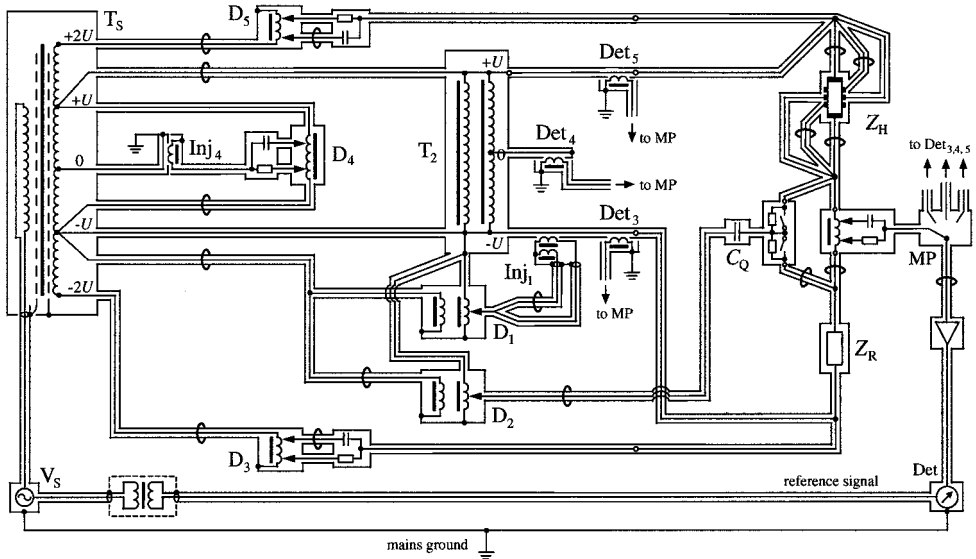 D5
TS
+2U
+U
0
-U
-2U
Inj4
D4
T2
+U
0
-U
Det5
to MP
Det4
to MP
Det3
Inj1
to MP
D1
D2
D3
ZH
to Det3,4,5
CQ
MP
ZR
VS
reference signal
Det
mains ground